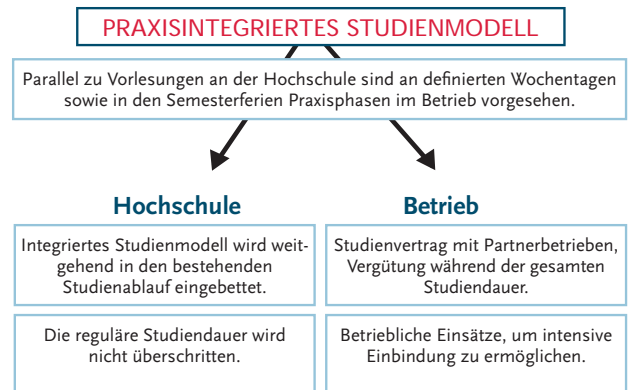 PRAXISINTEGRIERTES STUDIENMODELL
Parallel zu Vorlesungen an der Hochschule sind an definierten Wochentagen
sowie in den Semesterferien Praxisphasen im Betrieb vorgesehen.
Hochschule
Integriertes Studienmodell wird weit-
gehend in den bestehenden
Studienablauf eingebettet.
Die reguläre Studiendauer wird
nicht überschritten.
Betrieb
Studienvertrag mit Partnerbetrieben,
Vergütung während der gesamten
Studiendauer.
Betriebliche Einsätze, um intensive
Einbindung zu ermöglichen.